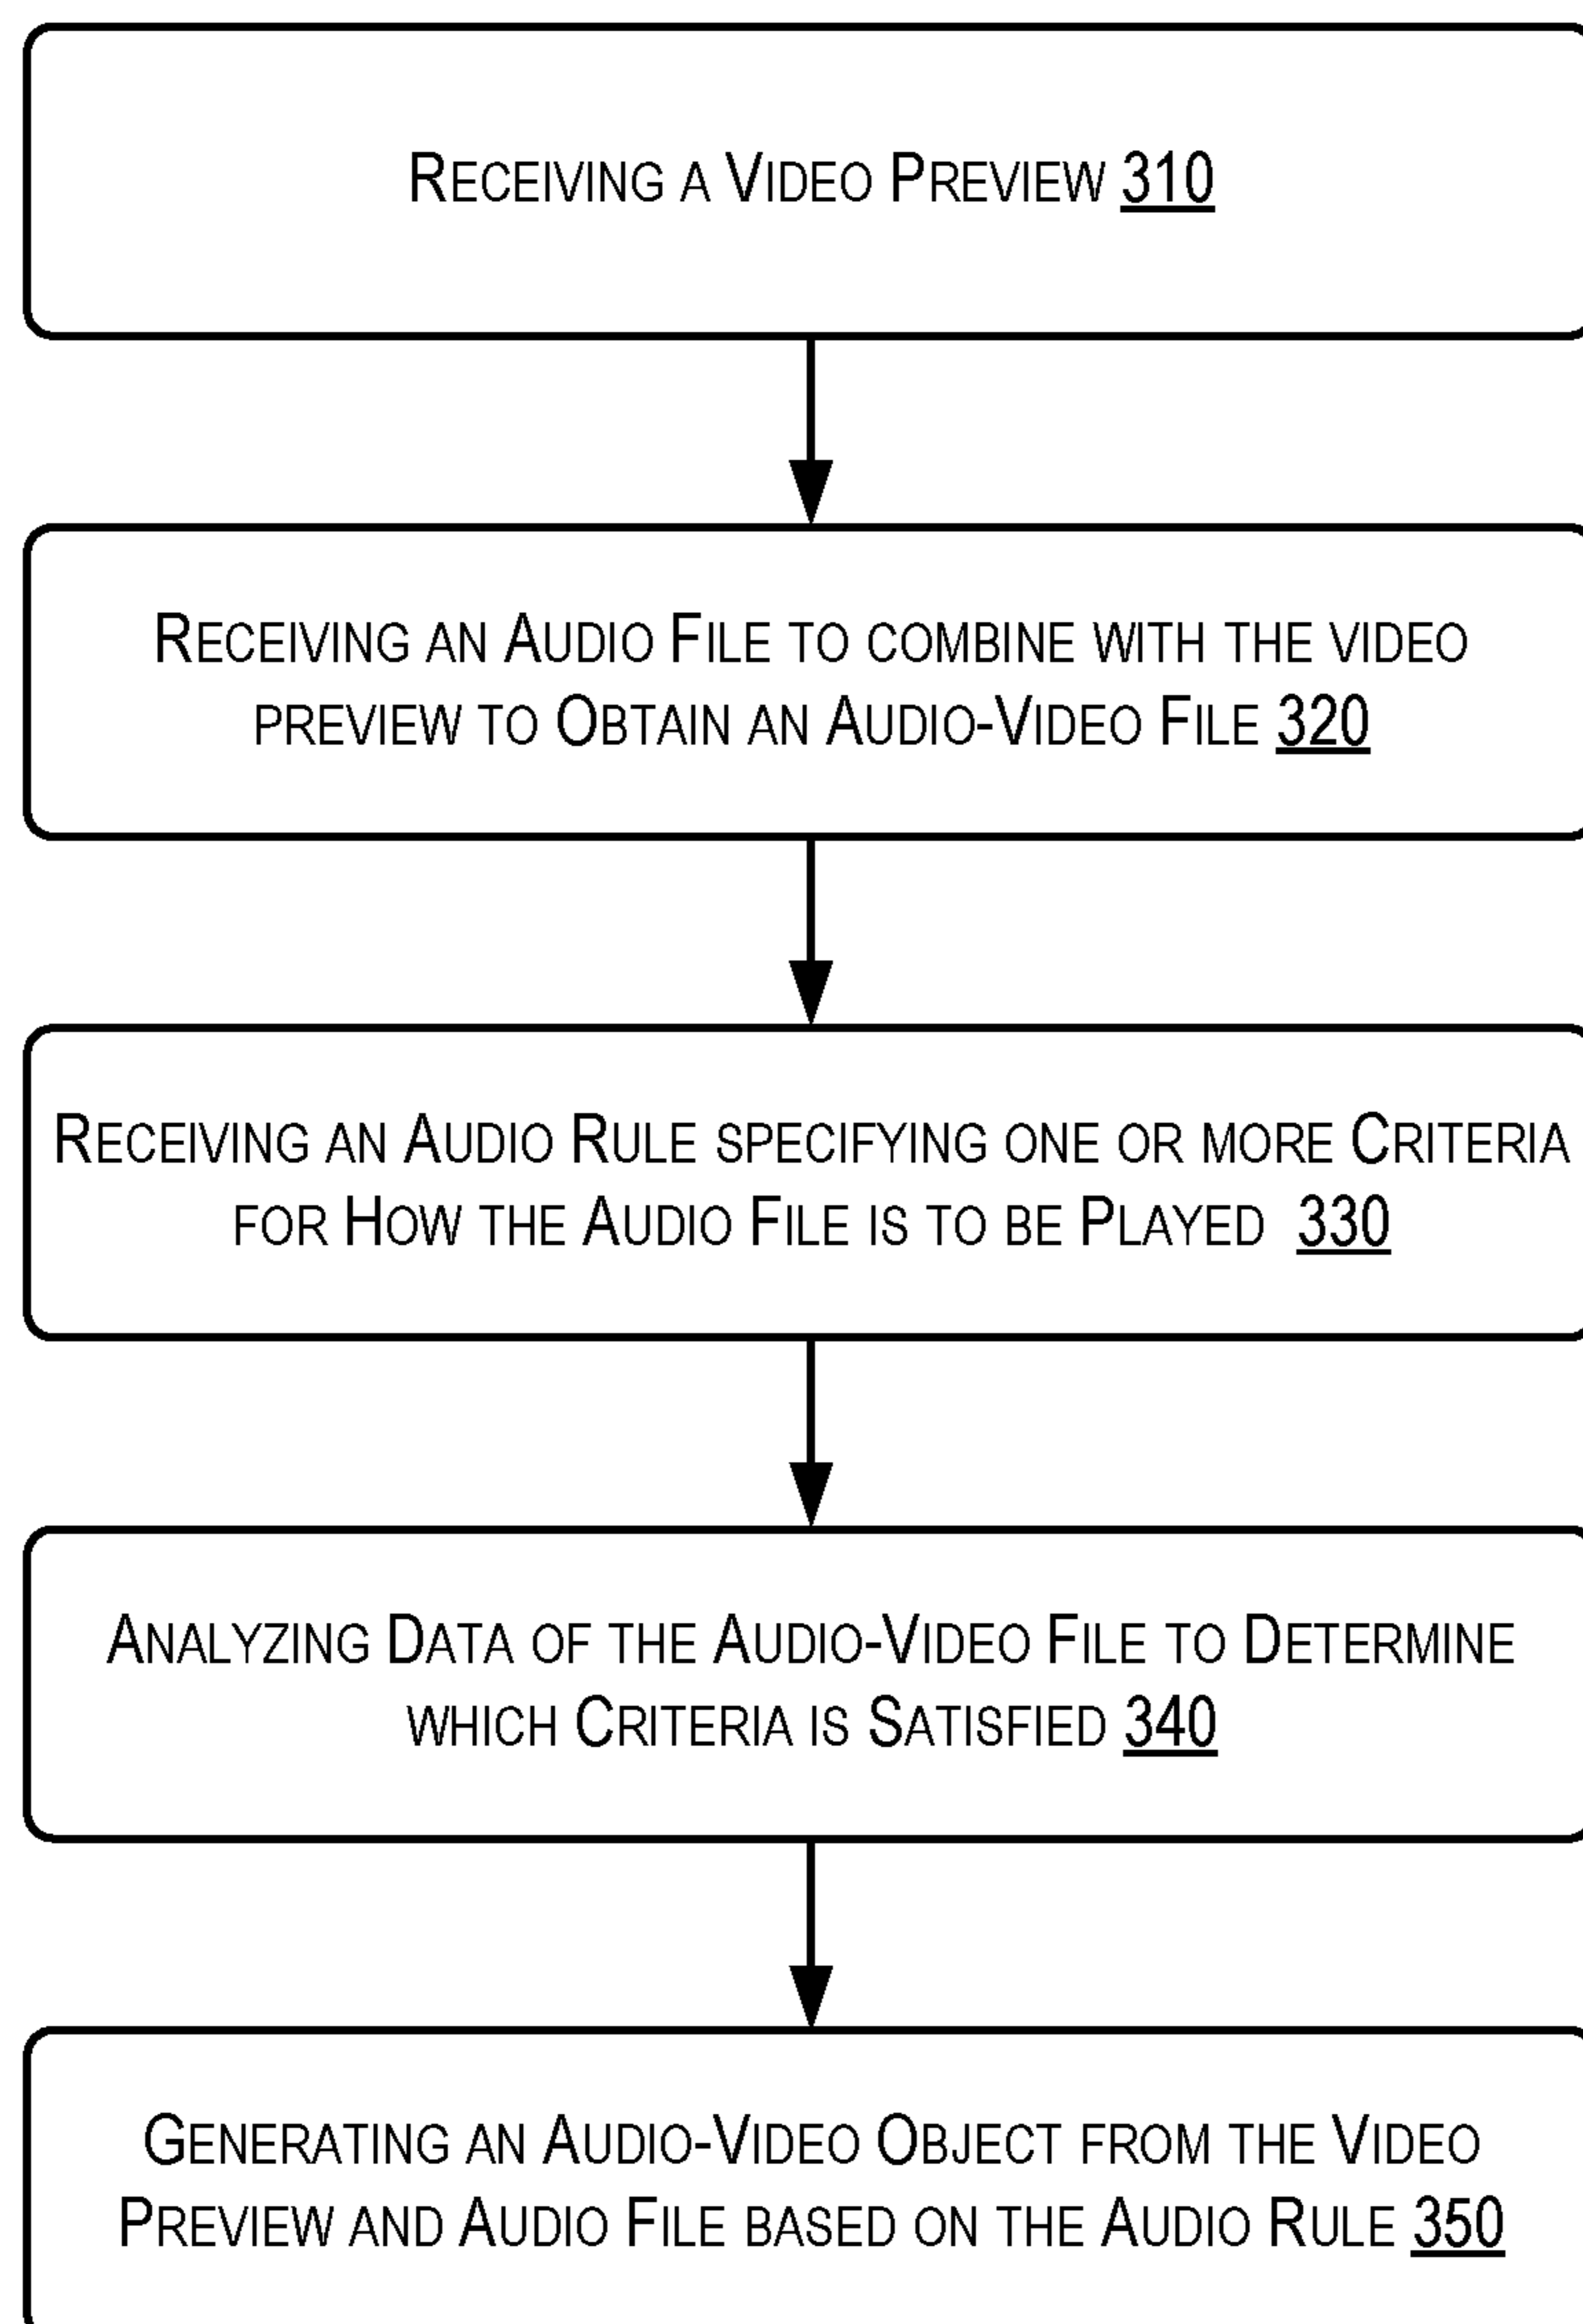 Receiving a Video Preview 310
Receiving an Audio File to combine with the video
preview to Obtain an Audio-Video File 320
Receiving an Audio Rule specifying one or more Criteria
for How the Audio File is to be Played 330
Analyzing Data of the Audio-Video File to Determine
which Criteria is Satisfied 340
Generating an Audio-Video Object from the Video
Preview and Audio File based on the Audio Rule 350